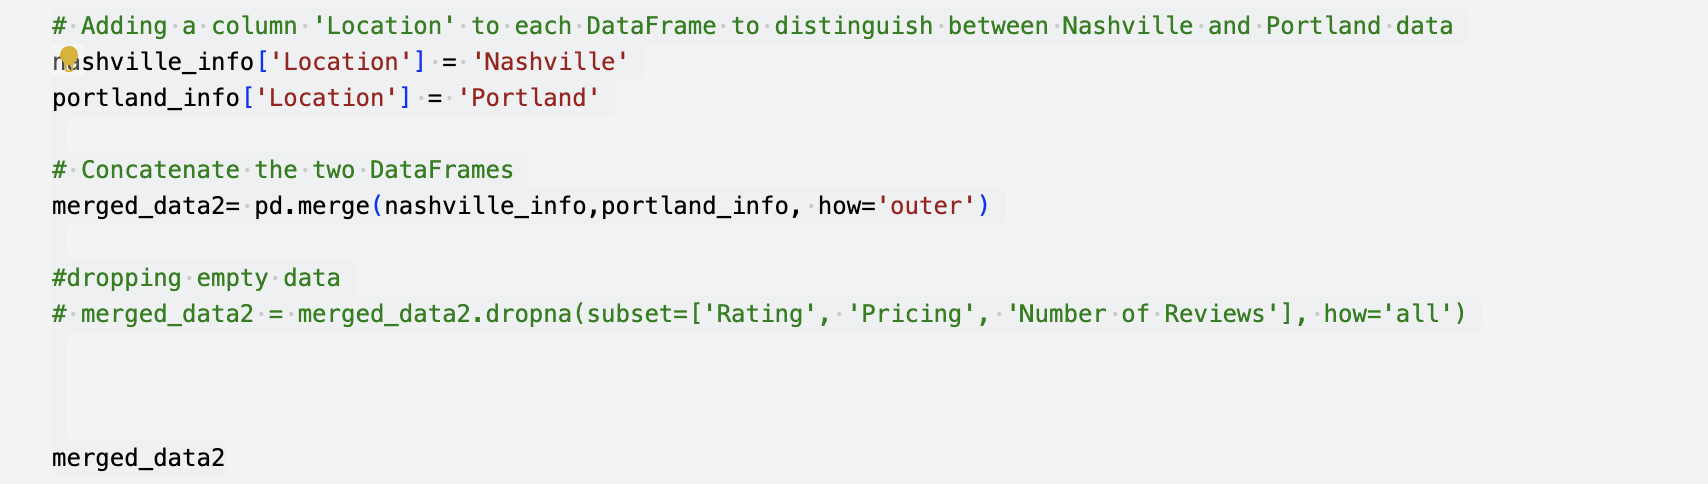 # Adding a column 'Location' to each DataFrame to distinguish between Nashville and Portland data
nashville_info['Location'] = 'Nashville'
portland_info['Location'] = 'Portland'
# Concatenate the two DataFrames
merged_data2= pd.merge(nashville_info,portland_info, how='outer')
#dropping empty data
# merged_data2 = merged_data2.dropna(subset=['Rating', 'Pricing', 'Number of Reviews'], how='all')
merged_data2